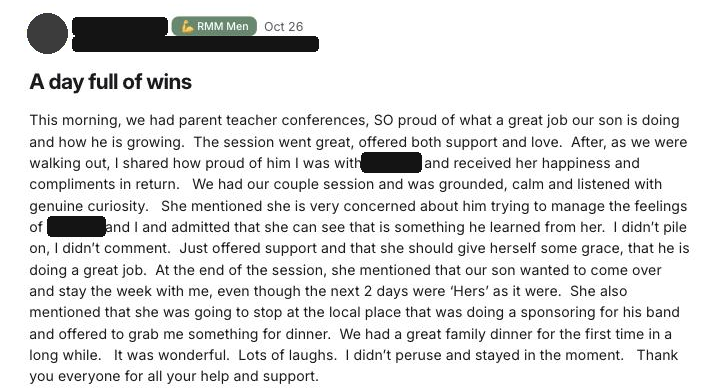 RMM Men Oct 26
A day full of wins
This morning, we had parent teacher conferences, SO proud of what a great job our son is doing
and how he is growing. The session went great, offered both support and love. After, as we were
walking out, I shared how proud of him I was with and received her happiness and
compliments in return. We had our couple session and was grounded, calm and listened with
genuine curiosity. She mentioned she is very concerned about him trying to manage the feelings
of and I and admitted that she can see that is something he learned from her. I didn’t pile
on, I didn’t comment. Just offered support and that she should give herself some grace, that he is
doing a great job. At the end of the session, she mentioned that our son wanted to come over
and stay the week with me, even though the next 2 days were ‘Hers’ as it were. She also
mentioned that she was going to stop at the local place that was doing a sponsoring for his band
and offered to grab me something for dinner. We had a great family dinner for the first time in a
long while. It was wonderful. Lots of laughs. I didn’t peruse and stayed in the moment. Thank
you everyone for all your help and support.